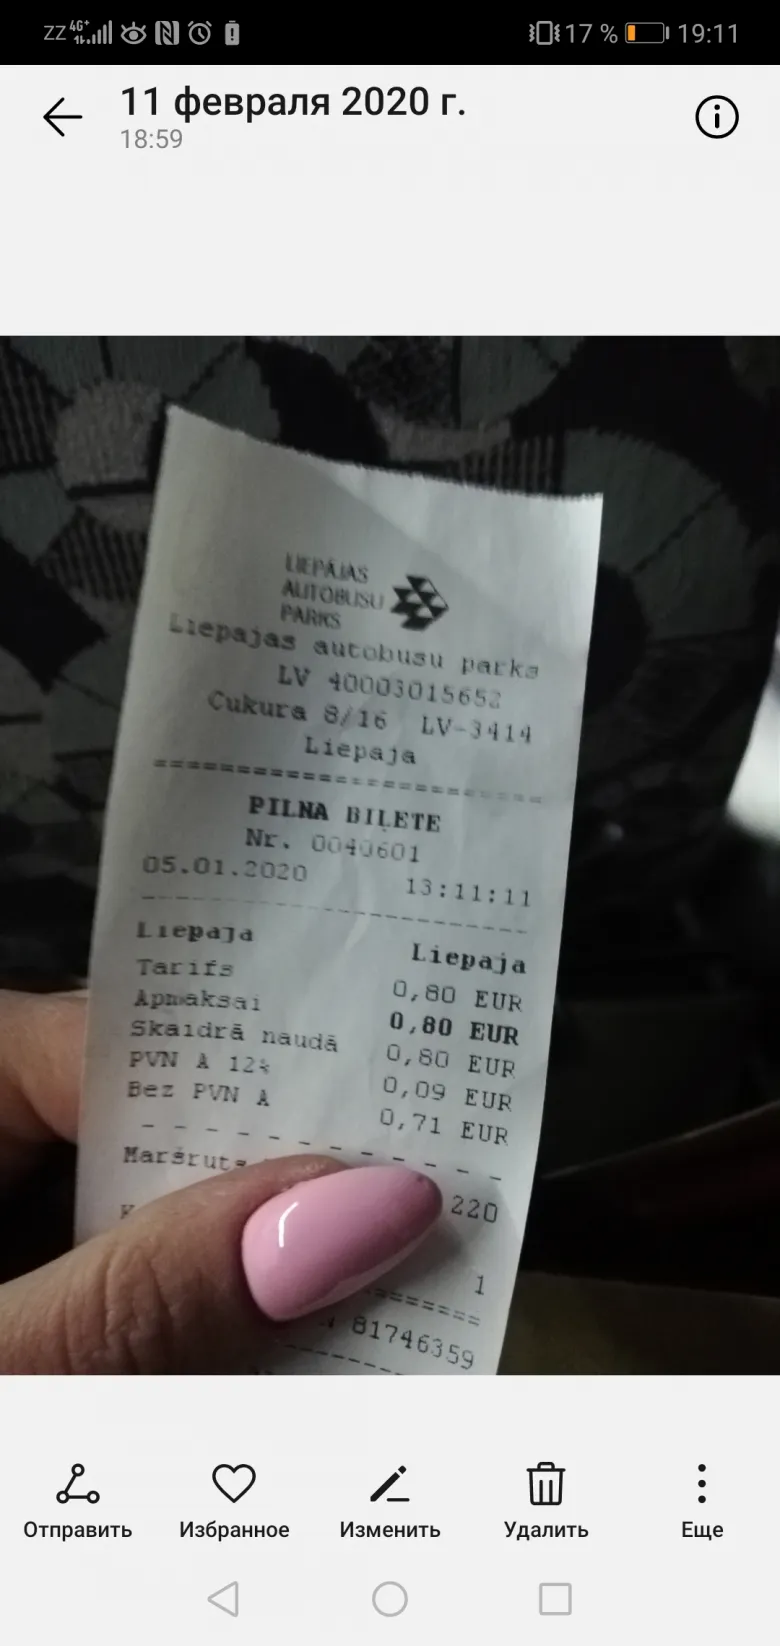 ZZ 4G+ 17 % 19:11
11 февраля 2020 г.
18:59
LIEPĀJAS
AUTOBUSU
PARKS
Liepajas autobusu parks
LV 40003015652
Cukura 8/16 LV-3414
Liepaja
============================
PILNA BIĻETE
Nr. 0040601
05.01.2020 13:11:11
Liepaja Liepaja
Tarifs 0,80 EUR
Apmaksai 0,80 EUR
Skaidrā naudā 0,80 EUR
PVN A 12% 0,09 EUR
Bez PVN A 0,71 EUR
Maršruts 220
1
81746359
Отправить Избранное Изменить Удалить Еще